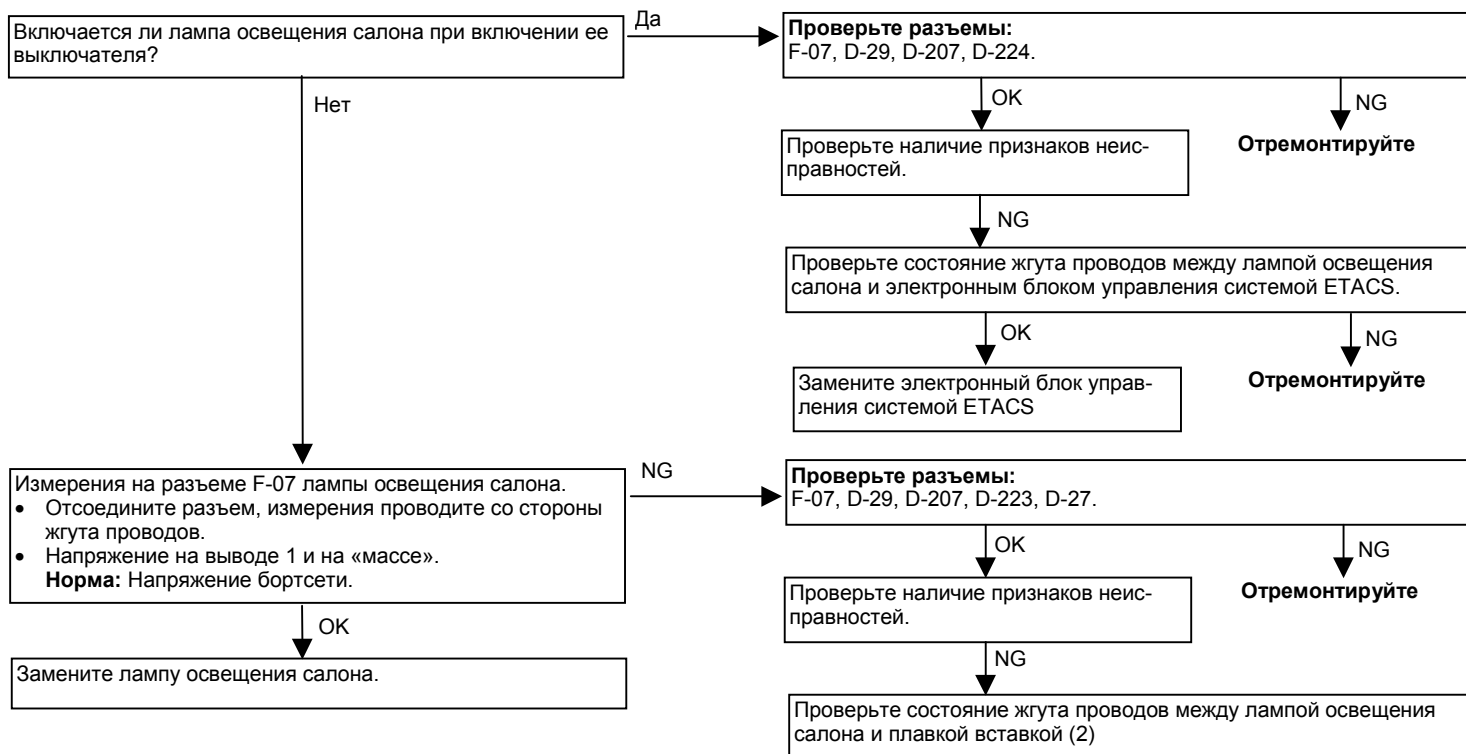 Включается ли лампа освещения салона при включении ее
выключателя?
Да
Проверьте разъемы:
F-07, D-29, D-207, D-224.
Нет
OK
NG
Проверьте наличие признаков неис-
правностей.
Отремонтируйте
NG
Проверьте состояние жгута проводов между лампой освещения
салона и электронным блоком управления системой ETACS.
OK
NG
Замените электронный блок управ-
ления системой ETACS
Отремонтируйте
Измерения на разъеме F-07 лампы освещения салона.
• Отсоедините разъем, измерения проводите со стороны
жгута проводов.
• Напряжение на выводе 1 и на «массе».
Норма: Напряжение бортсети.
NG
Проверьте разъемы:
F-07, D-29, D-207, D-223, D-27.
OK
NG
Проверьте наличие признаков неис-
правностей.
Отремонтируйте
OK
Замените лампу освещения салона.
NG
Проверьте состояние жгута проводов между лампой освещения
салона и плавкой вставкой (2)